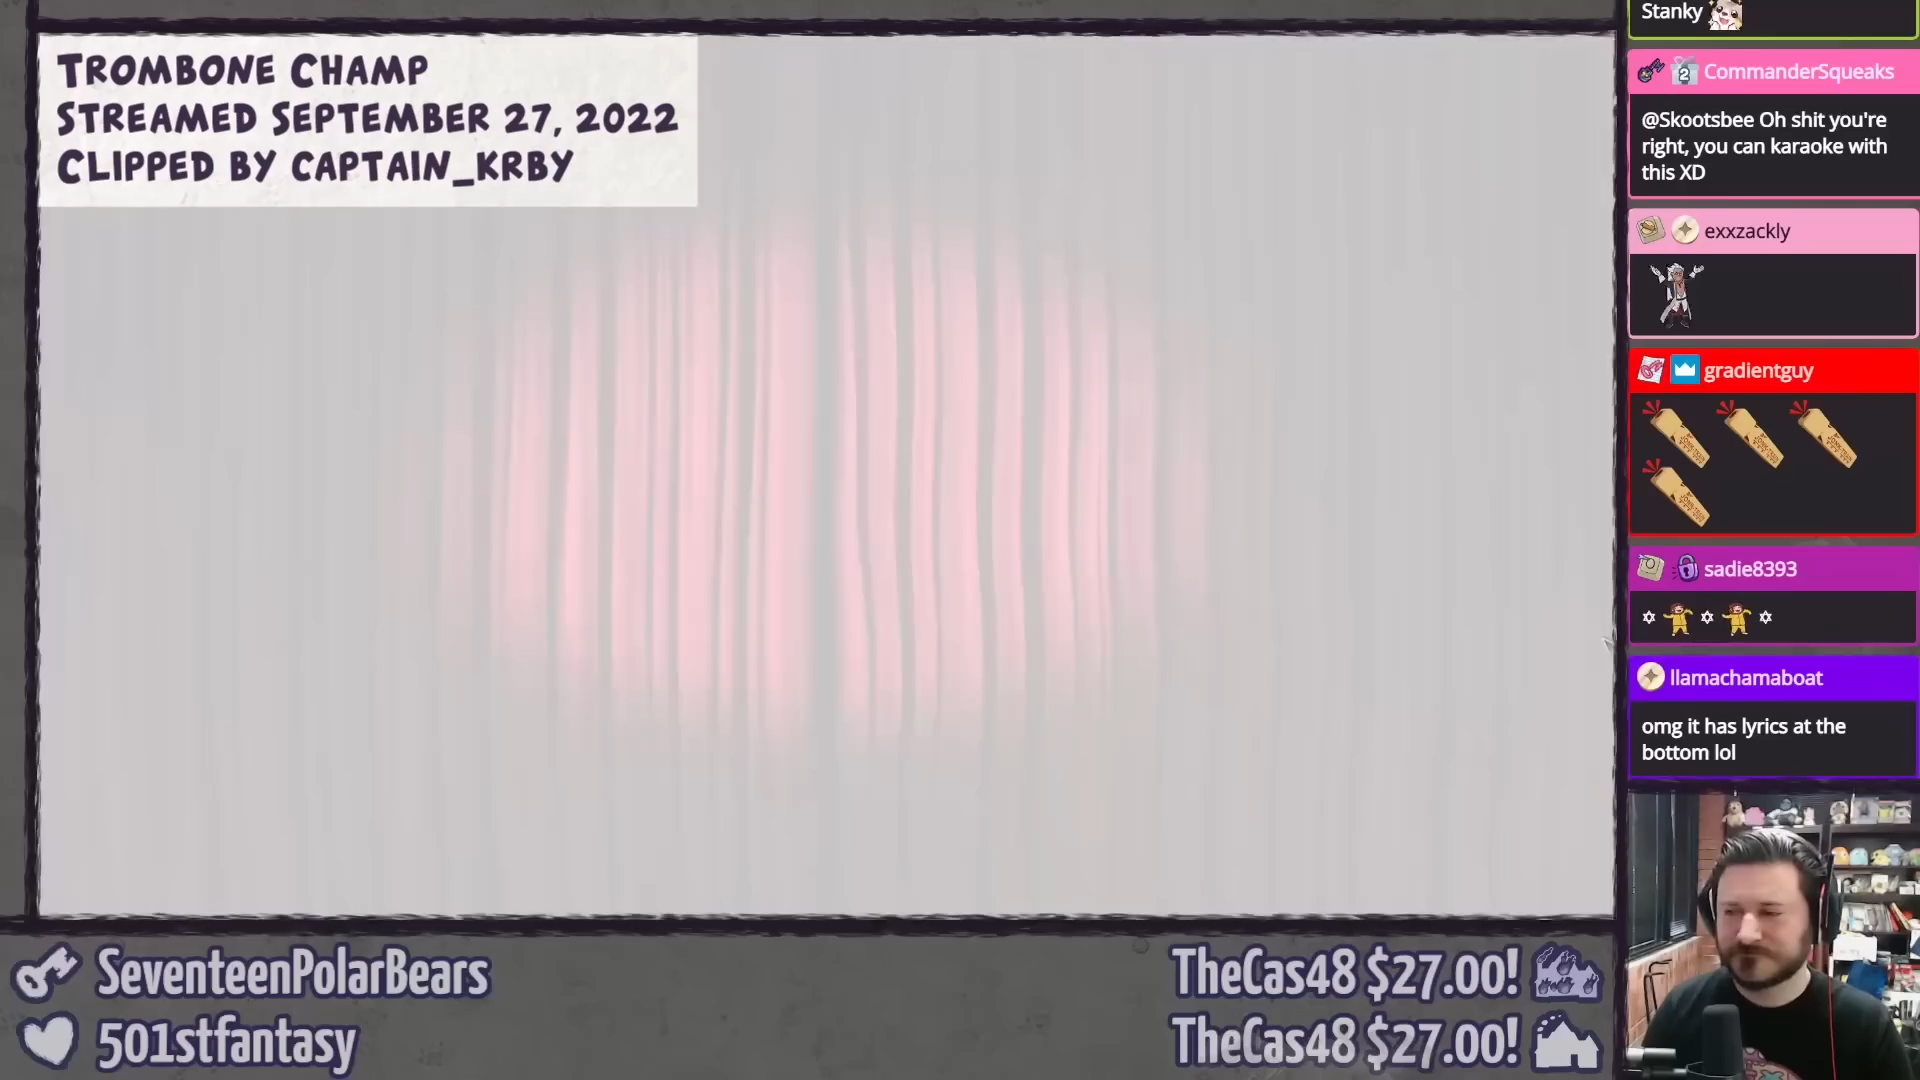 TROMBONE CHAMP
STREAMED SEPTEMBER 27, 2022
CLIPPED BY CAPTAIN_KRBY
Stanky
2 CommanderSqueaks
@Skootsbee Oh shit you're
right, you can karaoke with
this XD
exxzackly
gradientguy
sadie8393
llamachamaboat
omg it has lyrics at the
bottom lol
SeventeenPolarBears
501stfantasy
TheCas48 $27.00!
TheCas48 $27.00!